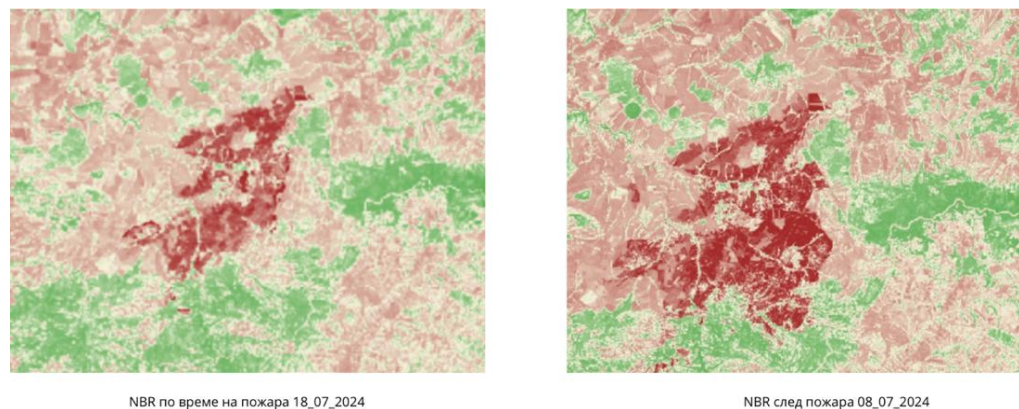 NBR по време на пожара 18_07_2024
NBR след пожара 08_07_2024